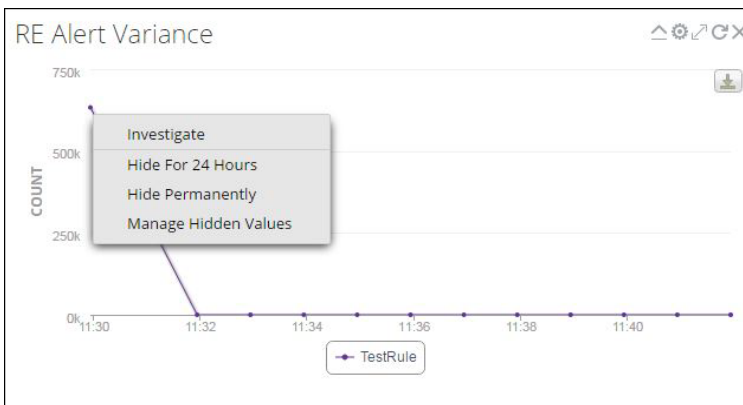 RE Alert Variance
750k
Investigate
500k
Hide For 24 Hours
Hide Permanently
COUNT
Manage Hidden Values
250k
0k
11:30
11:32
11:34
11:36
11:38
11:40
TestRule